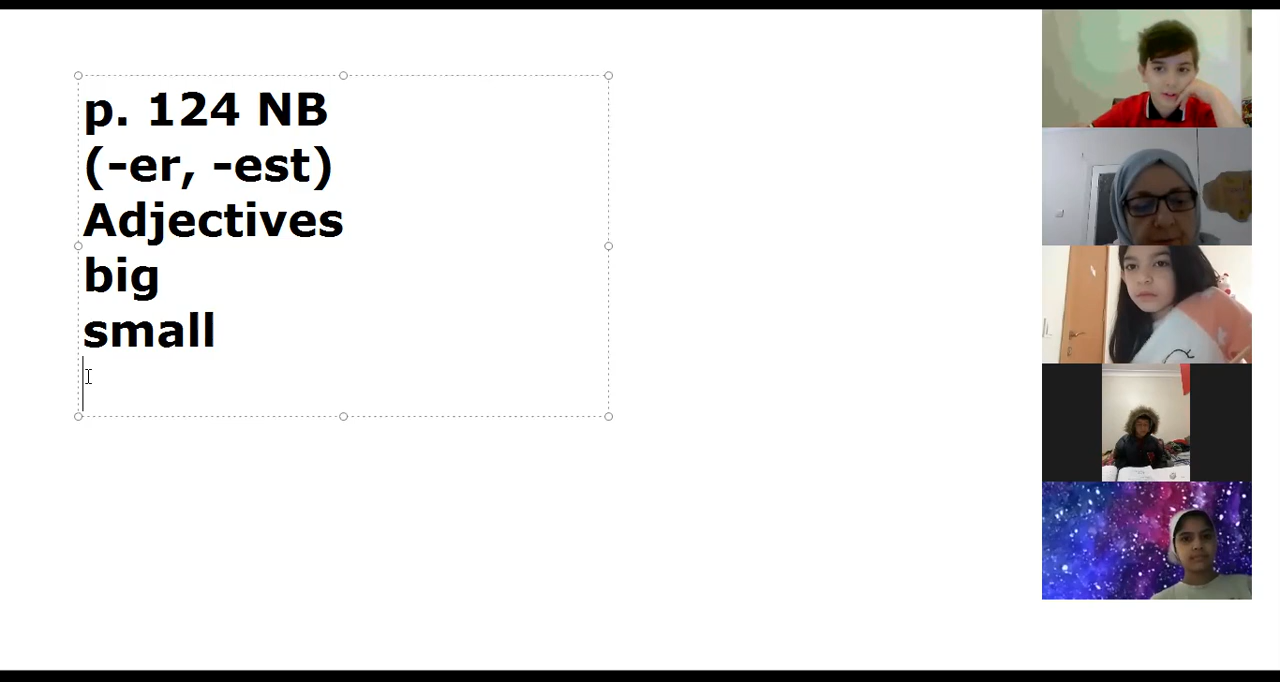 p. 124 NB
(-er, -est)
Adjectives
big
small